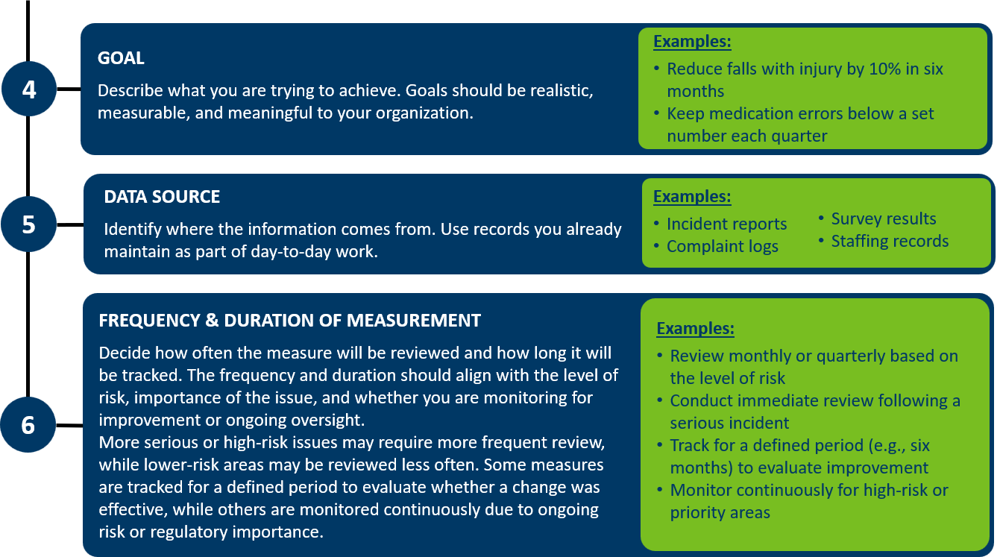 4
GOAL
Describe what you are trying to achieve. Goals should be realistic,
measurable, and meaningful to your organization.
Examples:
• Reduce falls with injury by 10% in six
months
• Keep medication errors below a set
number each quarter
5
DATA SOURCE
Identify where the information comes from. Use records you already
maintain as part of day-to-day work.
Examples:
• Incident reports
• Complaint logs
• Survey results
• Staffing records
6
FREQUENCY & DURATION OF MEASUREMENT
Decide how often the measure will be reviewed and how long it will
be tracked. The frequency and duration should align with the level of
risk, importance of the issue, and whether you are monitoring for
improvement or ongoing oversight.
More serious or high-risk issues may require more frequent review,
while lower-risk areas may be reviewed less often. Some measures
are tracked for a defined period to evaluate whether a change was
effective, while others are monitored continuously due to ongoing
risk or regulatory importance.
Examples:
• Review monthly or quarterly based on
the level of risk
• Conduct immediate review following a
serious incident
• Track for a defined period (e.g., six
months) to evaluate improvement
• Monitor continuously for high-risk or
priority areas